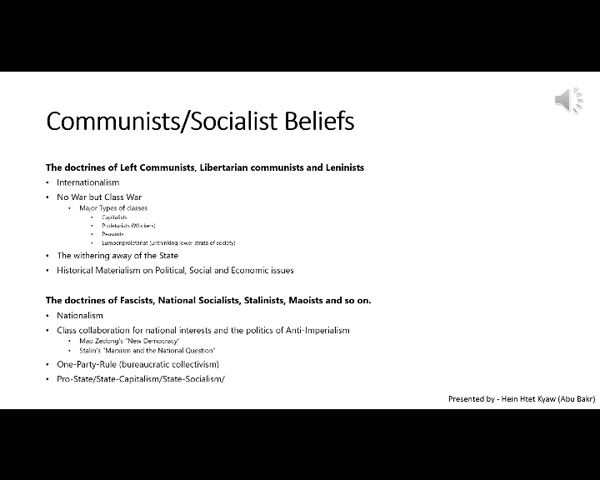 Communists/Socialist Beliefs
The doctrines of Left Communists, Libertarian communists and Leninists
• Internationalism
• No War but Class War
• Major Types of classes
• Capitalists
• Proletariats (Workers)
• Peasants
• Lumpenproletariat (unthinking lower strata of society)
• The withering away of the State
• Historical Materialism on Political, Social and Economic issues
The doctrines of Fascists, National Socialists, Stalinists, Maoists and so on.
• Nationalism
• Class collaboration for national interests and the politics of Anti-Imperialism
• Mao Zedong's "New Democracy"
• Stalin's "Marxism and the National Question"
• One-Party-Rule (bureaucratic collectivism)
• Pro-State/State-Capitalism/State-Socialism/
Presented by - Hein Htet Kyaw (Abu Bakr)